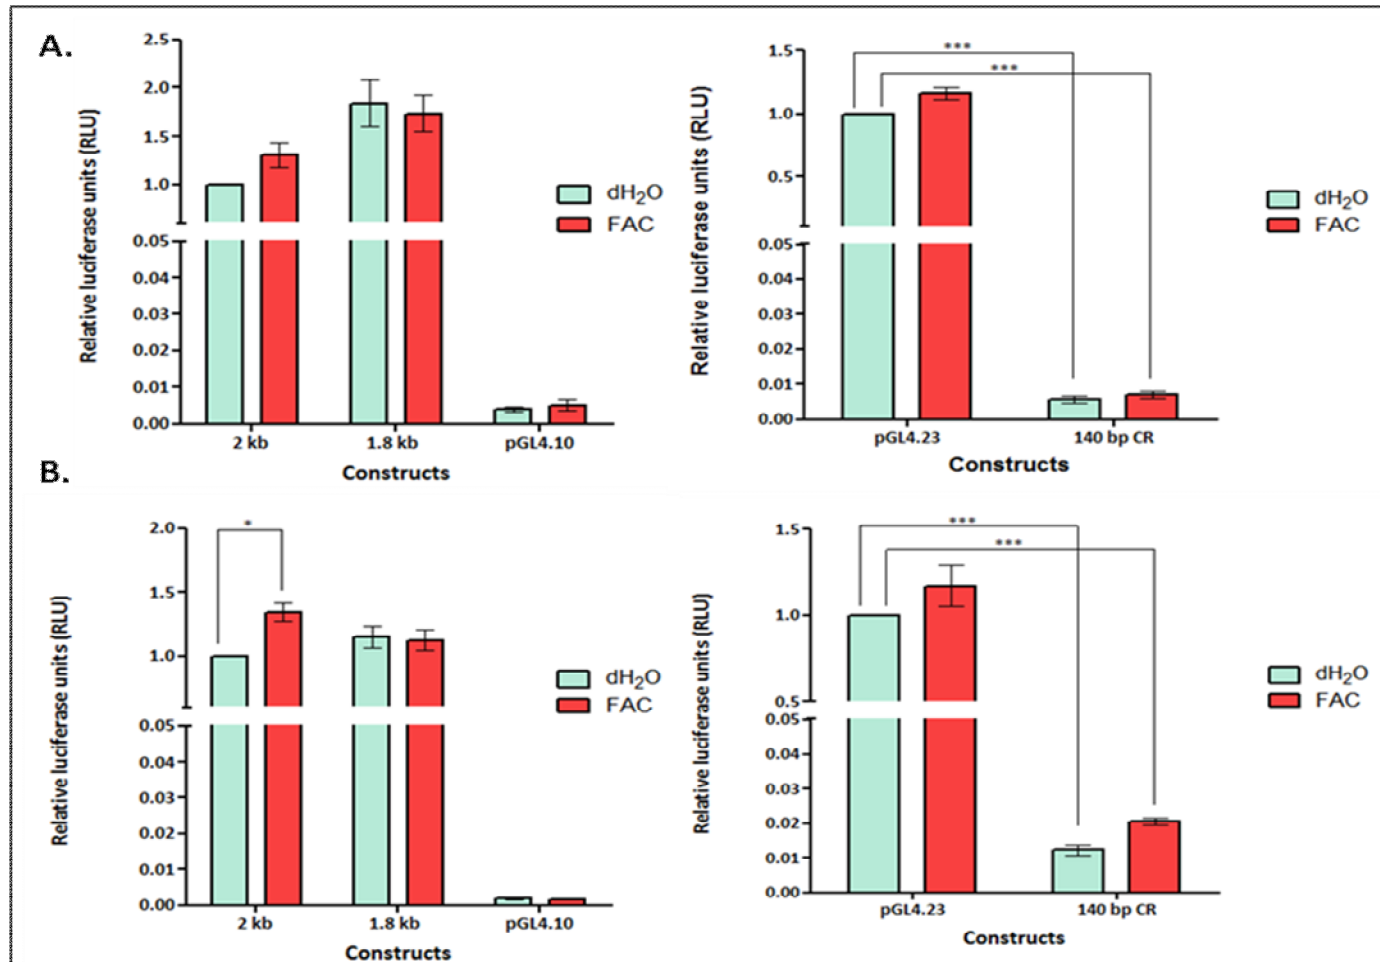 A.
Relative luciferase units (RLU)
2.5
2.0
1.5
1.0
0.05
0.04
0.03
0.02
0.01
0.00
2 kb 1.8 kb pGL4.10
Constructs
dH2O
FAC
Relative luciferase units (RLU)
1.5
1.0
0.5
0.05
0.04
0.03
0.02
0.01
0.00
***
***
pGL4.23 140 bp CR
Constructs
dH2O
FAC
B.
Relative luciferase units (RLU)
2.0
1.5
1.0
0.05
0.04
0.03
0.02
0.01
0.00
*
2 kb 1.8 kb pGL4.10
Constructs
dH2O
FAC
Relative luciferase units (RLU)
1.5
1.0
0.5
0.05
0.04
0.03
0.02
0.01
0.00
***
***
pGL4.23 140 bp CR
Constructs
dH2O
FAC